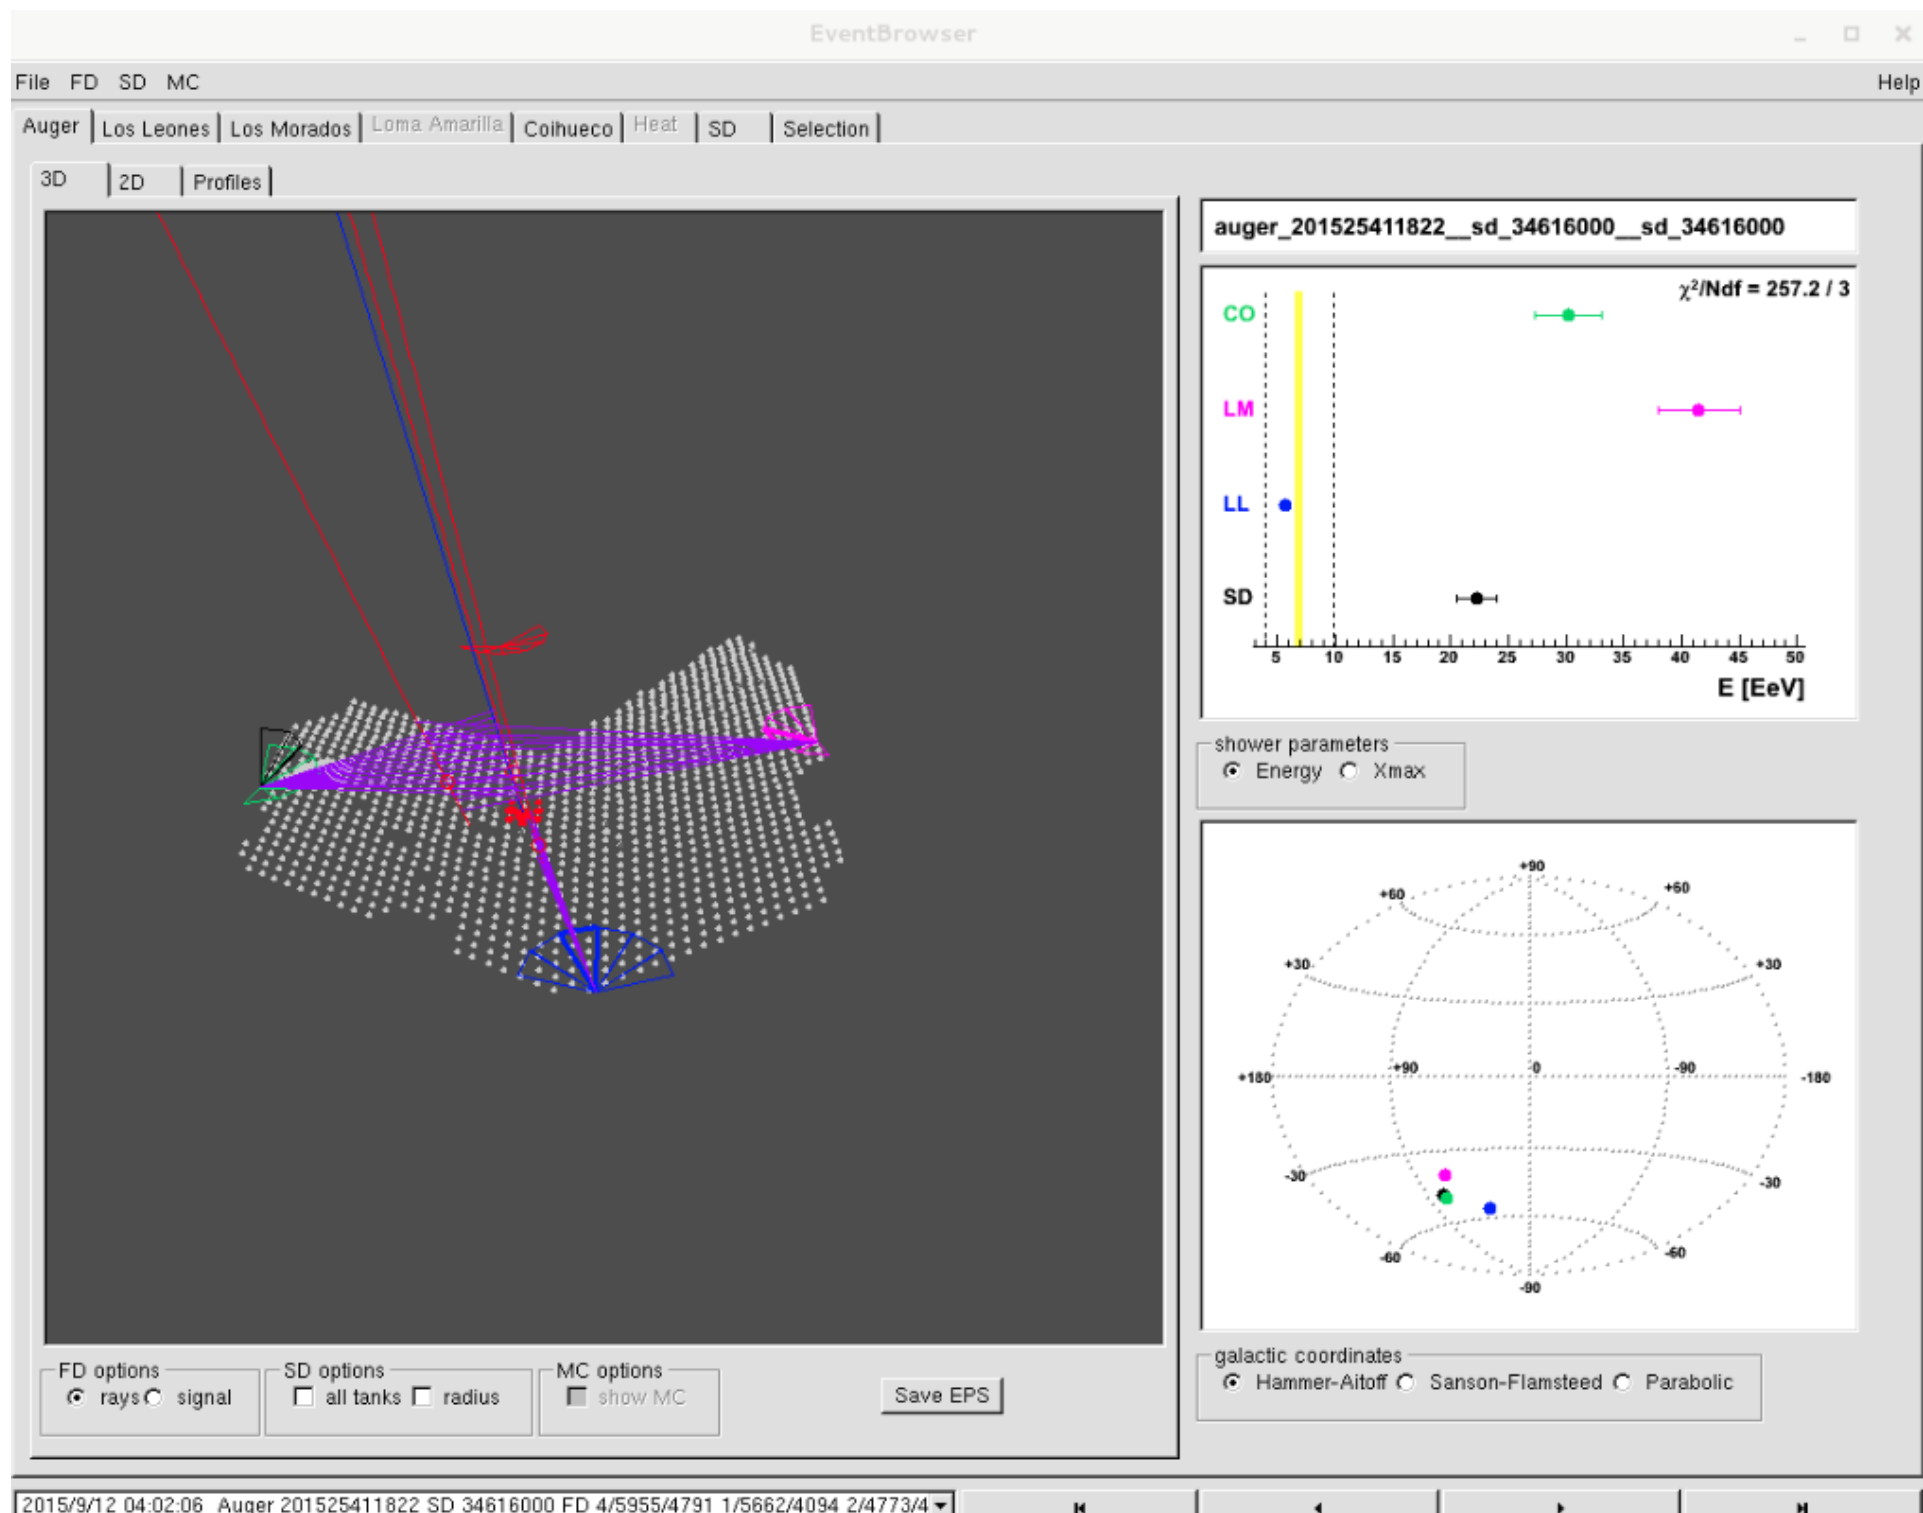 EventBrowser
File FD SD MC Help
Auger Los Leones Los Morados Loma Amarilla Coihueco Heat SD Selection
3D 2D Profiles
auger_201525411822__sd_34616000__sd_34616000
χ²/Ndf = 257.2 / 3
CO
LM
LL
SD
5 10 15 20 25 30 35 40 45 50
E [EeV]
shower parameters
Energy Xmax
+90
+60 +60
+30 +30
+180 +90 0 -90 -180
-30 -30
-60 -60
-90
FD options
rays signal
SD options
all tanks radius
MC options
show MC
Save EPS
galactic coordinates
Hammer-Aitoff Sanson-Flamsteed Parabolic
2015/9/12 04:02:06 Auger 201525411822 SD 34616000 FD 4/5955/4791 1/5662/4094 2/4773/4